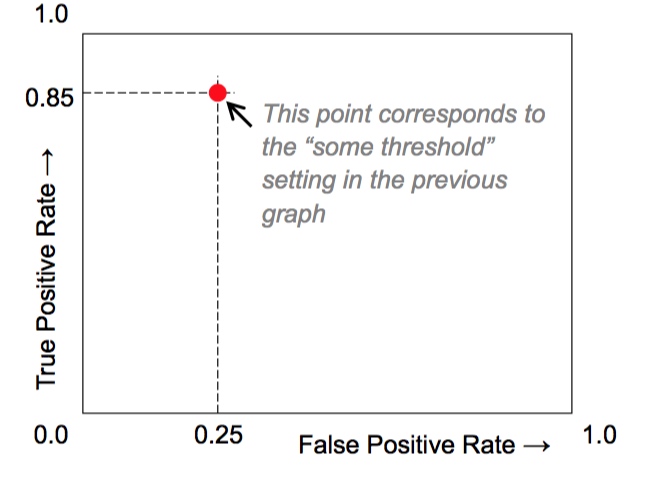 1.0
0.85
This point corresponds to
the “some threshold”
setting in the previous
graph
True Positive Rate →
0.0
0.25
False Positive Rate →
1.0